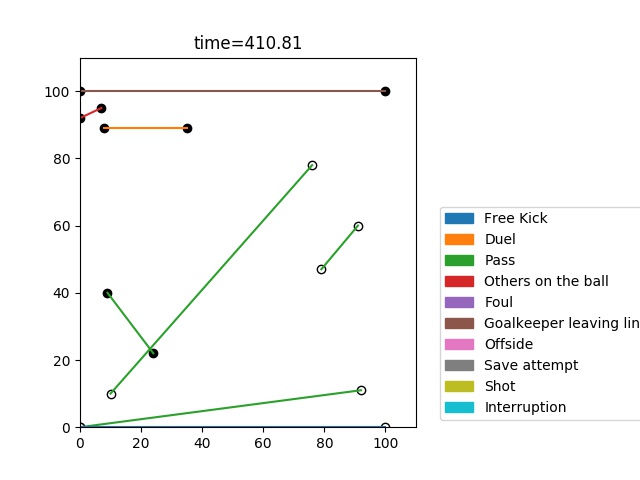 time=410.81
100
80
60
40
20
0
0 20 40 60 80 100
Free Kick
Duel
Pass
Others on the ball
Foul
Goalkeeper leaving lin
Offside
Save attempt
Shot
Interruption